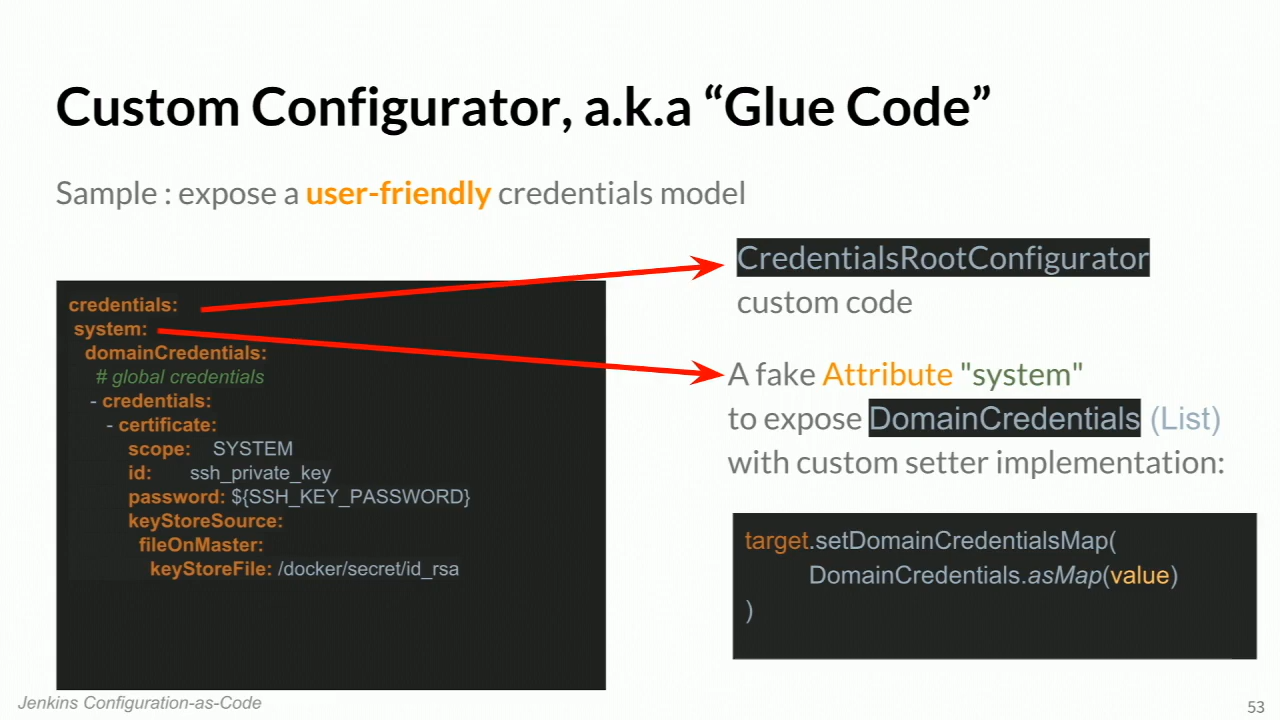 Custom Configurator, a.k.a “Glue Code”
Sample : expose a user-friendly credentials model
credentials:
system:
domainCredentials:
# global credentials
- credentials:
- certificate:
scope: SYSTEM
id: ssh_private_key
password: ${SSH_KEY_PASSWORD}
keyStoreSource:
fileOnMaster:
keyStoreFile: /docker/secret/id_rsa
CredentialsRootConfigurator
custom code
A fake Attribute "system"
to expose DomainCredentials (List)
with custom setter implementation:
target.setDomainCredentialsMap(
DomainCredentials.asMap(value)
)
Jenkins Configuration-as-Code
53